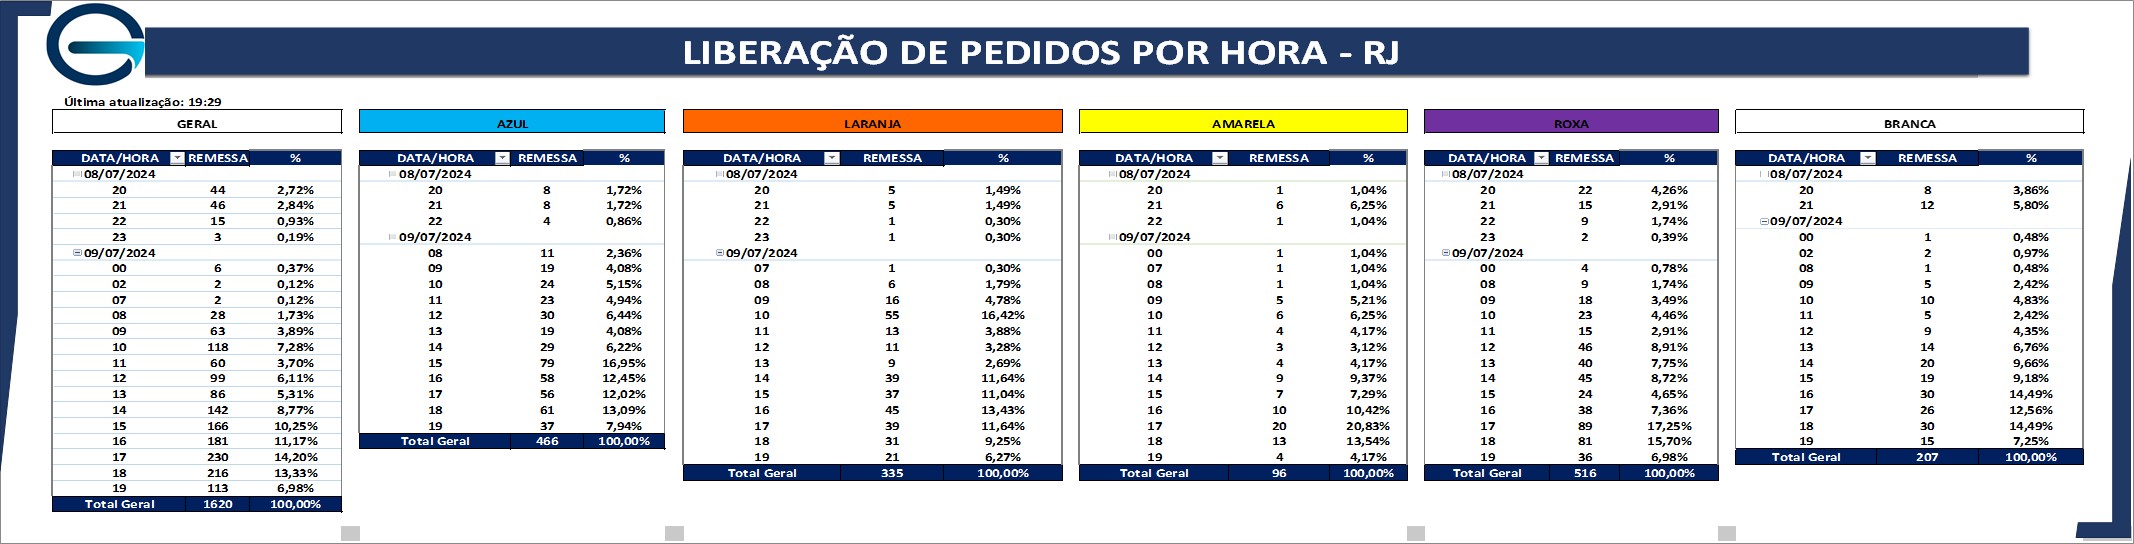 LIBERAÇÃO DE PEDIDOS POR HORA - RJ
Última atualização: 19:29
GERAL
DATA/HORA REMESSA %
08/07/2024
20 44 2,72%
21 46 2,84%
22 15 0,93%
23 3 0,19%
09/07/2024
00 6 0,37%
02 2 0,12%
07 2 0,12%
08 28 1,73%
09 63 3,89%
10 118 7,28%
11 60 3,70%
12 99 6,11%
13 86 5,31%
14 142 8,77%
15 166 10,25%
16 181 11,17%
17 230 14,20%
18 216 13,33%
19 113 6,98%
Total Geral 1620 100,00%
AZUL
DATA/HORA REMESSA %
08/07/2024
20 8 1,72%
21 8 1,72%
22 4 0,86%
09/07/2024
08 11 2,36%
09 19 4,08%
10 24 5,15%
11 23 4,94%
12 30 6,44%
13 19 4,08%
14 29 6,22%
15 79 16,95%
16 58 12,45%
17 56 12,02%
18 61 13,09%
19 37 7,94%
Total Geral 466 100,00%
LARANJA
DATA/HORA REMESSA %
08/07/2024
20 5 1,49%
21 5 1,49%
22 1 0,30%
23 1 0,30%
09/07/2024
07 1 0,30%
08 6 1,79%
09 16 4,78%
10 55 16,42%
11 13 3,88%
12 11 3,28%
13 9 2,69%
14 39 11,64%
15 37 11,04%
16 45 13,43%
17 39 11,64%
18 31 9,25%
19 21 6,27%
Total Geral 335 100,00%
AMARELA
DATA/HORA REMESSA %
08/07/2024
20 1 1,04%
21 6 6,25%
22 1 1,04%
09/07/2024
00 1 1,04%
07 1 1,04%
08 1 1,04%
09 5 5,21%
10 6 6,25%
11 4 4,17%
12 3 3,12%
13 4 4,17%
14 9 9,37%
15 7 7,29%
16 10 10,42%
17 20 20,83%
18 13 13,54%
19 4 4,17%
Total Geral 96 100,00%
ROXA
DATA/HORA REMESSA %
08/07/2024
20 22 4,26%
21 15 2,91%
22 9 1,74%
23 2 0,39%
09/07/2024
00 4 0,78%
08 9 1,74%
09 18 3,49%
10 23 4,46%
11 15 2,91%
12 46 8,91%
13 40 7,75%
14 45 8,72%
15 24 4,65%
16 38 7,36%
17 89 17,25%
18 81 15,70%
19 36 6,98%
Total Geral 516 100,00%
BRANCA
DATA/HORA REMESSA %
08/07/2024
20 8 3,86%
21 12 5,80%
09/07/2024
00 1 0,48%
02 2 0,97%
08 1 0,48%
09 5 2,42%
10 10 4,83%
11 5 2,42%
12 9 4,35%
13 14 6,76%
14 20 9,66%
15 19 9,18%
16 30 14,49%
17 26 12,56%
18 30 14,49%
19 15 7,25%
Total Geral 207 100,00%